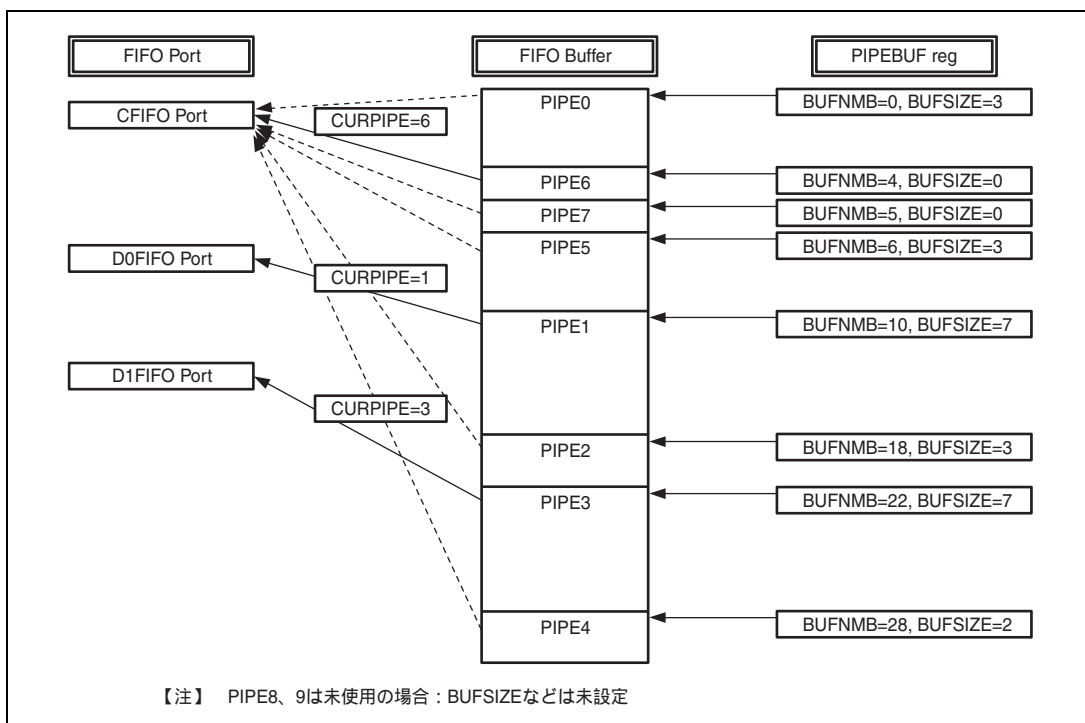 FIFO Port
FIFO Buffer
PIPEBUF reg
CFIFO Port
CURPIPE=6
PIPE0
BUFNMB=0, BUFSIZE=3
PIPE6
BUFNMB=4, BUFSIZE=0
PIPE7
BUFNMB=5, BUFSIZE=0
D0FIFO Port
CURPIPE=1
PIPE5
BUFNMB=6, BUFSIZE=3
PIPE1
BUFNMB=10, BUFSIZE=7
D1FIFO Port
CURPIPE=3
PIPE2
BUFNMB=18, BUFSIZE=3
PIPE3
BUFNMB=22, BUFSIZE=7
PIPE4
BUFNMB=28, BUFSIZE=2
【注】 PIPE8、9は未使用の場合：BUFSIZEなどは未設定